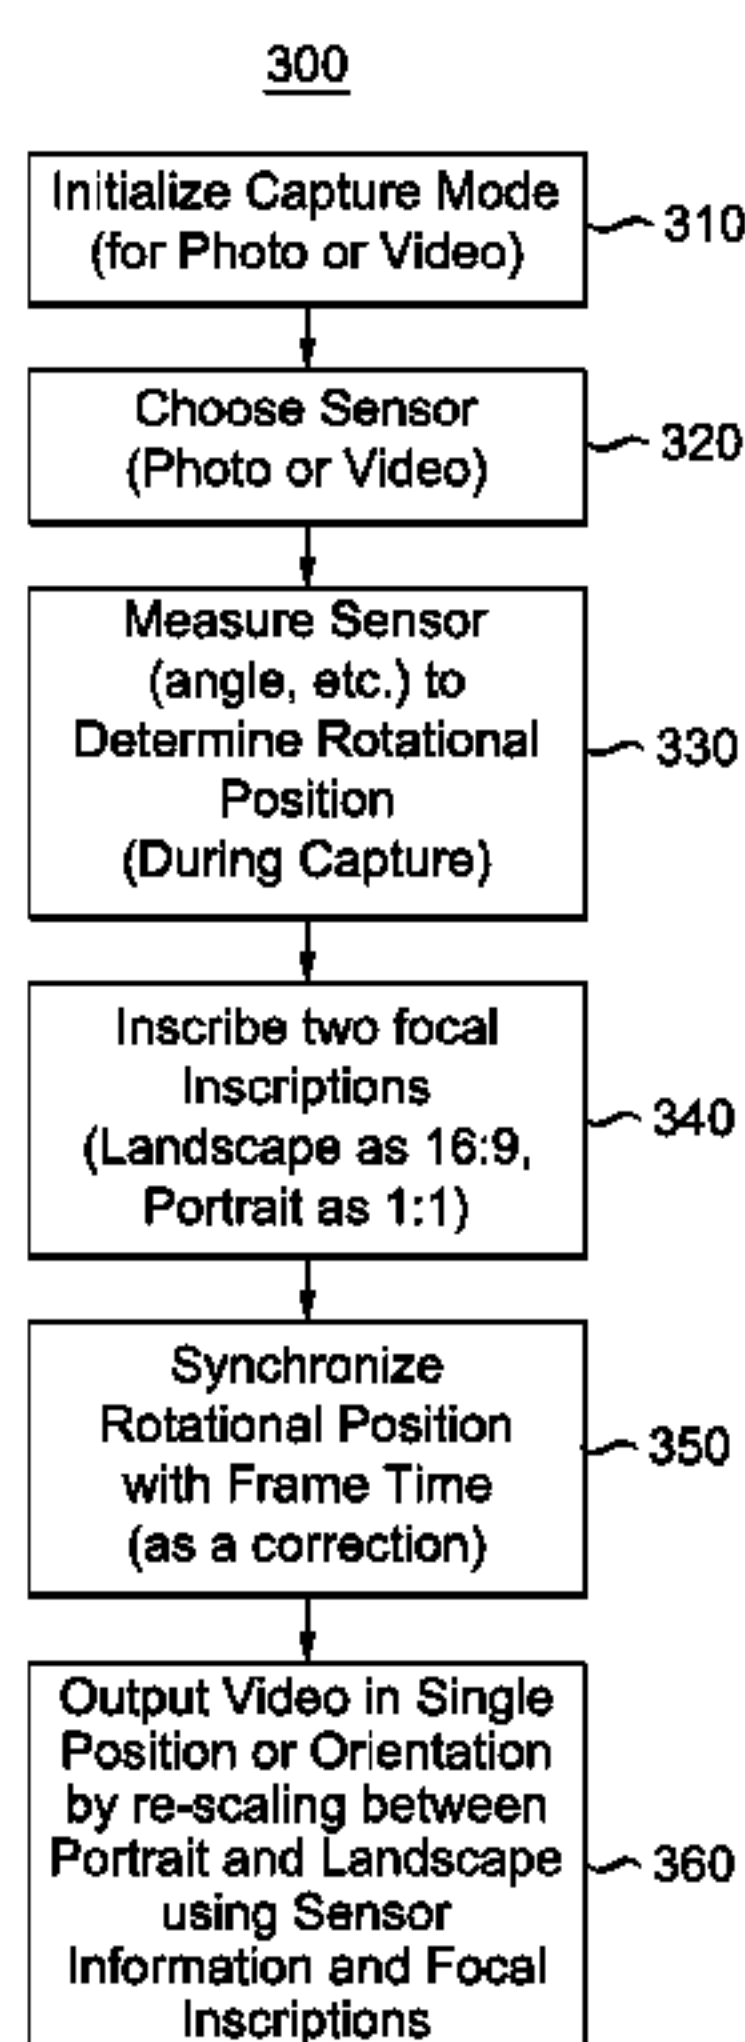 300
Initialize Capture Mode
(for Photo or Video)
310
Choose Sensor
(Photo or Video)
320
Measure Sensor
(angle, etc.) to
Determine Rotational
Position
(During Capture)
330
Inscribe two focal
Inscriptions
(Landscape as 16:9,
Portrait as 1:1)
340
Synchronize
Rotational Position
with Frame Time
(as a correction)
350
Output Video in Single
Position or Orientation
by re-scaling between
Portrait and Landscape
using Sensor
Information and Focal
Inscriptions
360